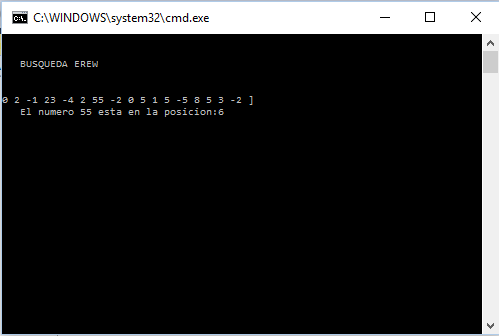 C:\WINDOWS\system32\cmd.exe
BUSQUEDA EREW
0 2 -1 23 -4 2 55 -2 0 5 1 5 -5 8 5 3 -2 ]
El numero 55 esta en la posicion:6